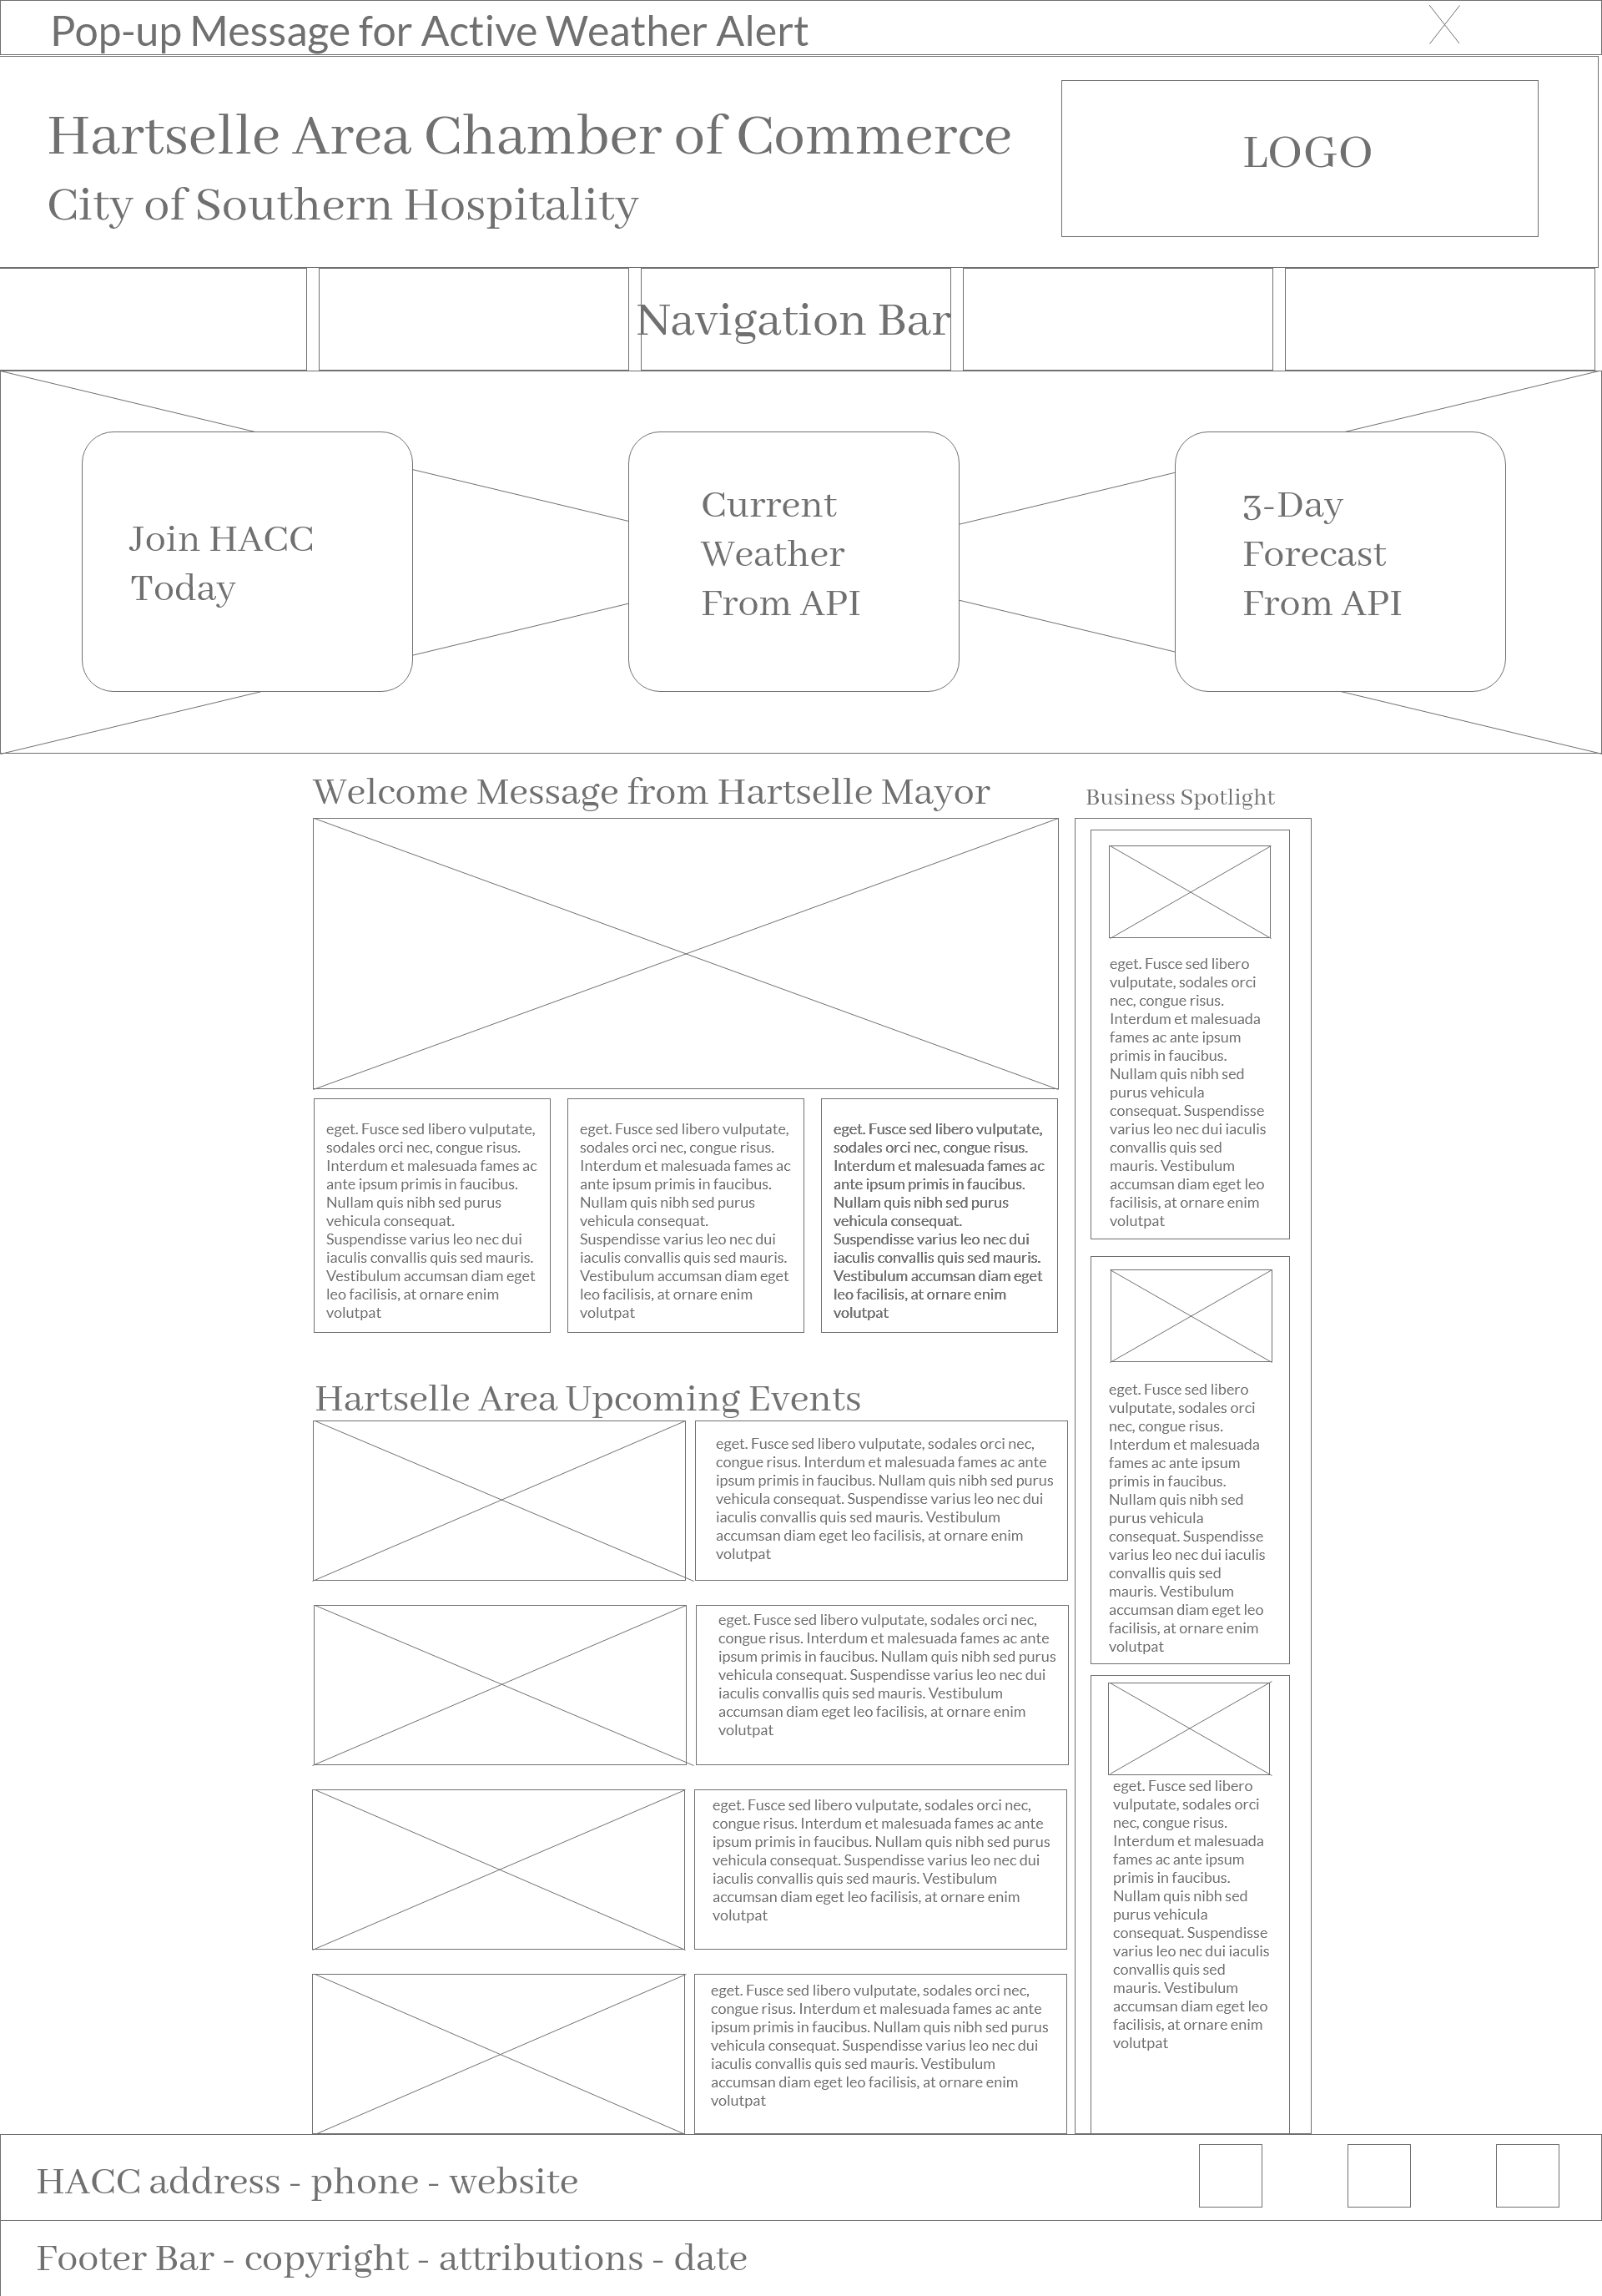 Pop-up Message for Active Weather Alert
Hartselle Area Chamber of Commerce
City of Southern Hospitality
LOGO
Navigation Bar
Join HACC
Today
Current
Weather
From API
3-Day
Forecast
From API
Welcome Message from Hartselle Mayor
eget. Fusce sed libero vulputate,
sodales orci nec, congue risus.
Interdum et malesuada fames ac
ante ipsum primis in faucibus.
Nullam quis nibh sed purus
vehicula consequat.
Suspendisse varius leo nec dui
iaculis convallis quis sed mauris.
Vestibulum accumsan diam eget
leo facilisis, at ornare enim
volutpat
eget. Fusce sed libero vulputate,
sodales orci nec, congue risus.
Interdum et malesuada fames ac
ante ipsum primis in faucibus.
Nullam quis nibh sed purus
vehicula consequat.
Suspendisse varius leo nec dui
iaculis convallis quis sed mauris.
Vestibulum accumsan diam eget
leo facilisis, at ornare enim
volutpat
eget. Fusce sed libero vulputate,
sodales orci nec, congue risus.
Interdum et malesuada fames ac
ante ipsum primis in faucibus.
Nullam quis nibh sed purus
vehicula consequat.
Suspendisse varius leo nec dui
iaculis convallis quis sed mauris.
Vestibulum accumsan diam eget
leo facilisis, at ornare enim
volutpat
Hartselle Area Upcoming Events
eget. Fusce sed libero vulputate, sodales orci nec,
congue risus. Interdum et malesuada fames ac ante
ipsum primis in faucibus. Nullam quis nibh sed purus
vehicula consequat. Suspendisse varius leo nec dui
iaculis convallis quis sed mauris. Vestibulum
accumsan diam eget leo facilisis, at ornare enim
volutpat
eget. Fusce sed libero vulputate, sodales orci nec,
congue risus. Interdum et malesuada fames ac ante
ipsum primis in faucibus. Nullam quis nibh sed purus
vehicula consequat. Suspendisse varius leo nec dui
iaculis convallis quis sed mauris. Vestibulum
accumsan diam eget leo facilisis, at ornare enim
volutpat
eget. Fusce sed libero vulputate, sodales orci nec,
congue risus. Interdum et malesuada fames ac ante
ipsum primis in faucibus. Nullam quis nibh sed purus
vehicula consequat. Suspendisse varius leo nec dui
iaculis convallis quis sed mauris. Vestibulum
accumsan diam eget leo facilisis, at ornare enim
volutpat
eget. Fusce sed libero vulputate, sodales orci nec,
congue risus. Interdum et malesuada fames ac ante
ipsum primis in faucibus. Nullam quis nibh sed purus
vehicula consequat. Suspendisse varius leo nec dui
iaculis convallis quis sed mauris. Vestibulum
accumsan diam eget leo facilisis, at ornare enim
volutpat
Business Spotlight
eget. Fusce sed libero
vulputate, sodales orci
nec, congue risus.
Interdum et malesuada
fames ac ante ipsum
primis in faucibus.
Nullam quis nibh sed
purus vehicula
consequat. Suspendisse
varius leo nec dui iaculis
convallis quis sed
mauris. Vestibulum
accumsan diam eget leo
facilisis, at ornare enim
volutpat
eget. Fusce sed libero
vulputate, sodales orci
nec, congue risus.
Interdum et malesuada
fames ac ante ipsum
primis in faucibus.
Nullam quis nibh sed
purus vehicula
consequat. Suspendisse
varius leo nec dui iaculis
convallis quis sed
mauris. Vestibulum
accumsan diam eget leo
facilisis, at ornare enim
volutpat
eget. Fusce sed libero
vulputate, sodales orci
nec, congue risus.
Interdum et malesuada
fames ac ante ipsum
primis in faucibus.
Nullam quis nibh sed
purus vehicula
consequat. Suspendisse
varius leo nec dui iaculis
convallis quis sed
mauris. Vestibulum
accumsan diam eget leo
facilisis, at ornare enim
volutpat
HACC address - phone - website
Footer Bar - copyright - attributions - date